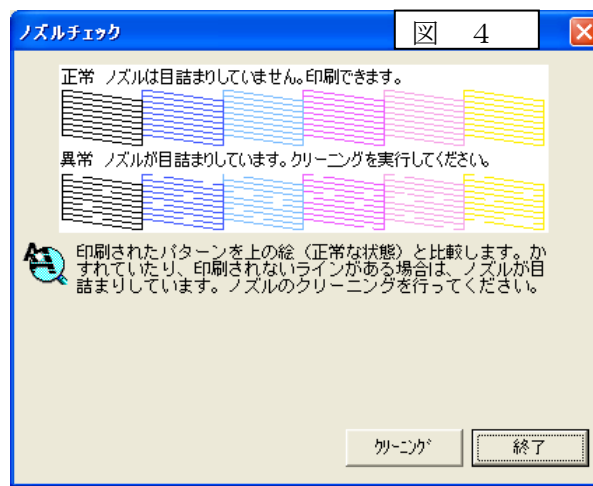 ノズルチェック
図 4
正常 ノズルは目詰まりしていません。印刷できます。
異常 ノズルが目詰まりしています。クリーニングを実行してください。
印刷されたパターンを上の絵（正常な状態）と比較します。か
すれていたり、印刷されないラインがある場合は、ノズルが目
詰まりしています。ノズルのクリーニングを行ってください。
ｸﾘｰﾆﾝｸﾞ
終了